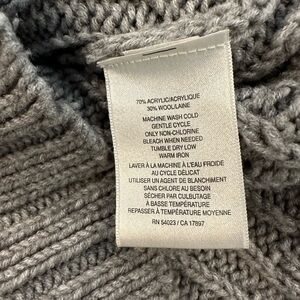 70% ACRYLIC/ACRYLIQUE
30% WOOL/LAINE
MACHINE WASH COLD
GENTLE CYCLE
ONLY NON-CHLORINE
BLEACH WHEN NEEDED
TUMBLE DRY LOW
WARM IRON
LAVER À LA MACHINE À L'EAU FROIDE
AU CYCLE DÉLICAT
UTILISER UN AGENT DE BLANCHIMENT
SANS CHLORE AU BESOIN
SÉCHER PAR CULBUTAGE
À BASSE TEMPÉRATURE
REPASSER À TEMPÉRATURE MOYENNE
RN 54023 / CA 17897